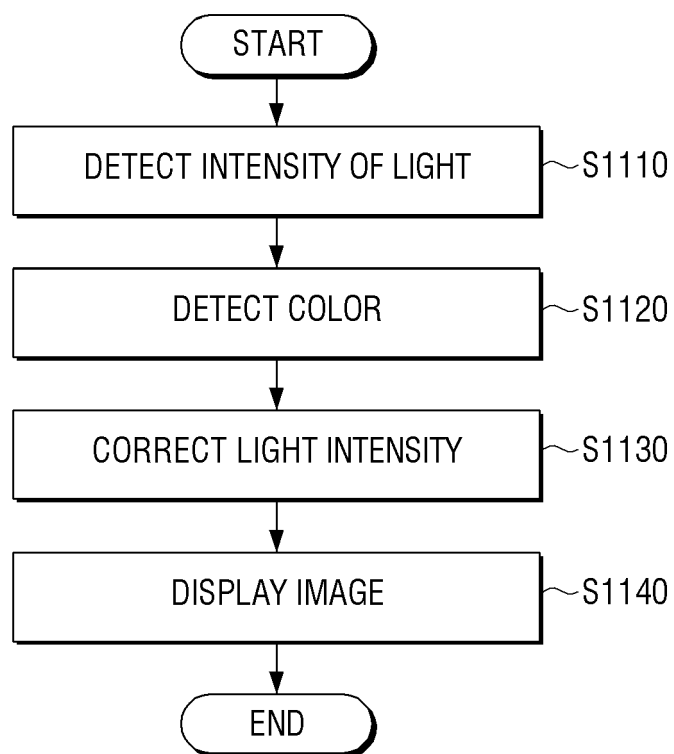 START
DETECT INTENSITY OF LIGHT
S1110
DETECT COLOR
S1120
CORRECT LIGHT INTENSITY
S1130
DISPLAY IMAGE
S1140
END